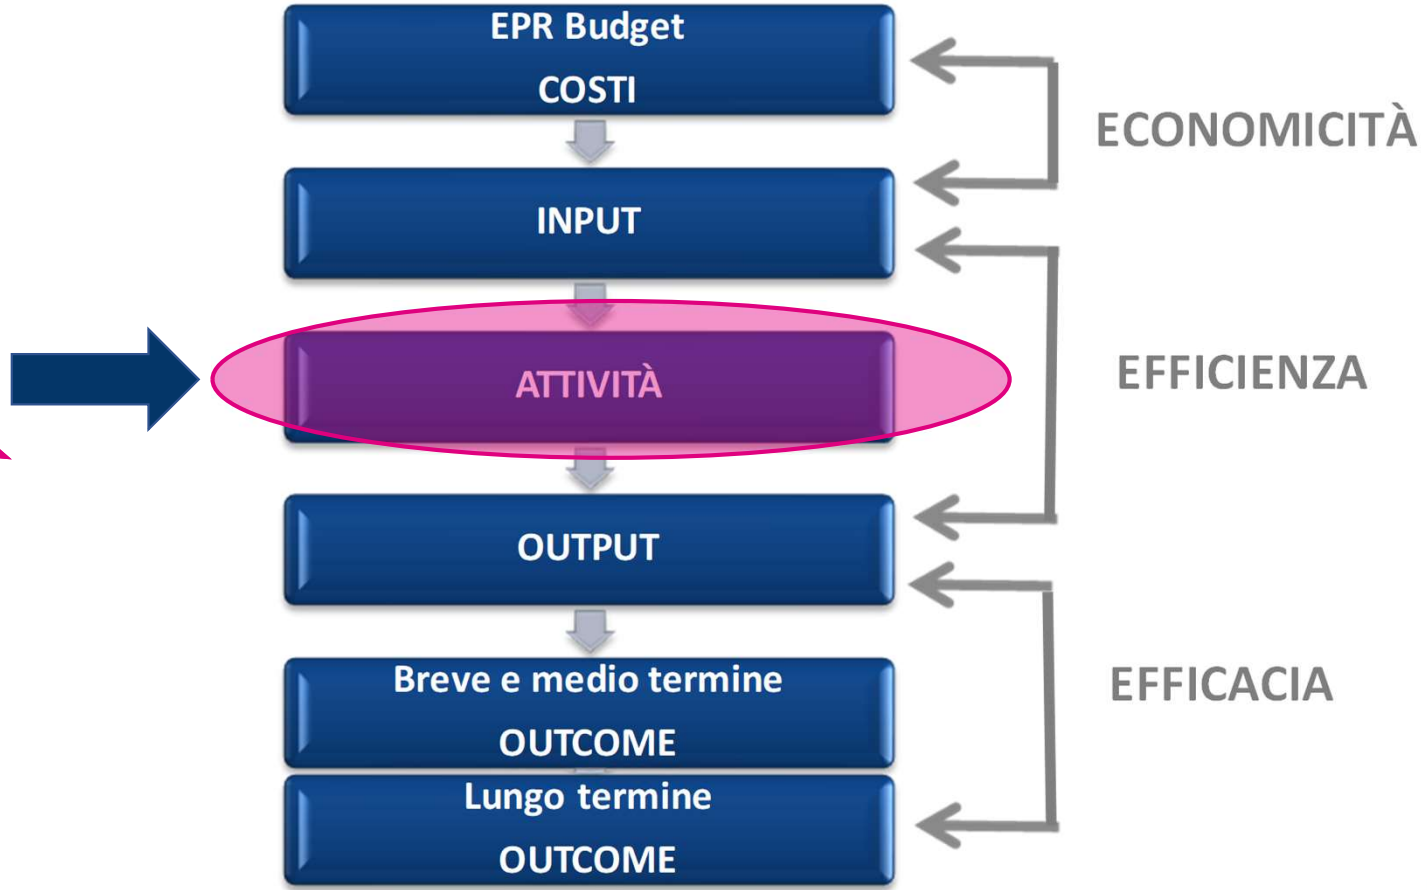 EPR Budget
COSTI
ECONOMICITÀ
INPUT
ATTIVITÀ
EFFICIENZA
OUTPUT
Breve e medio termine
OUTCOME
EFFICACIA
Lungo termine
OUTCOME